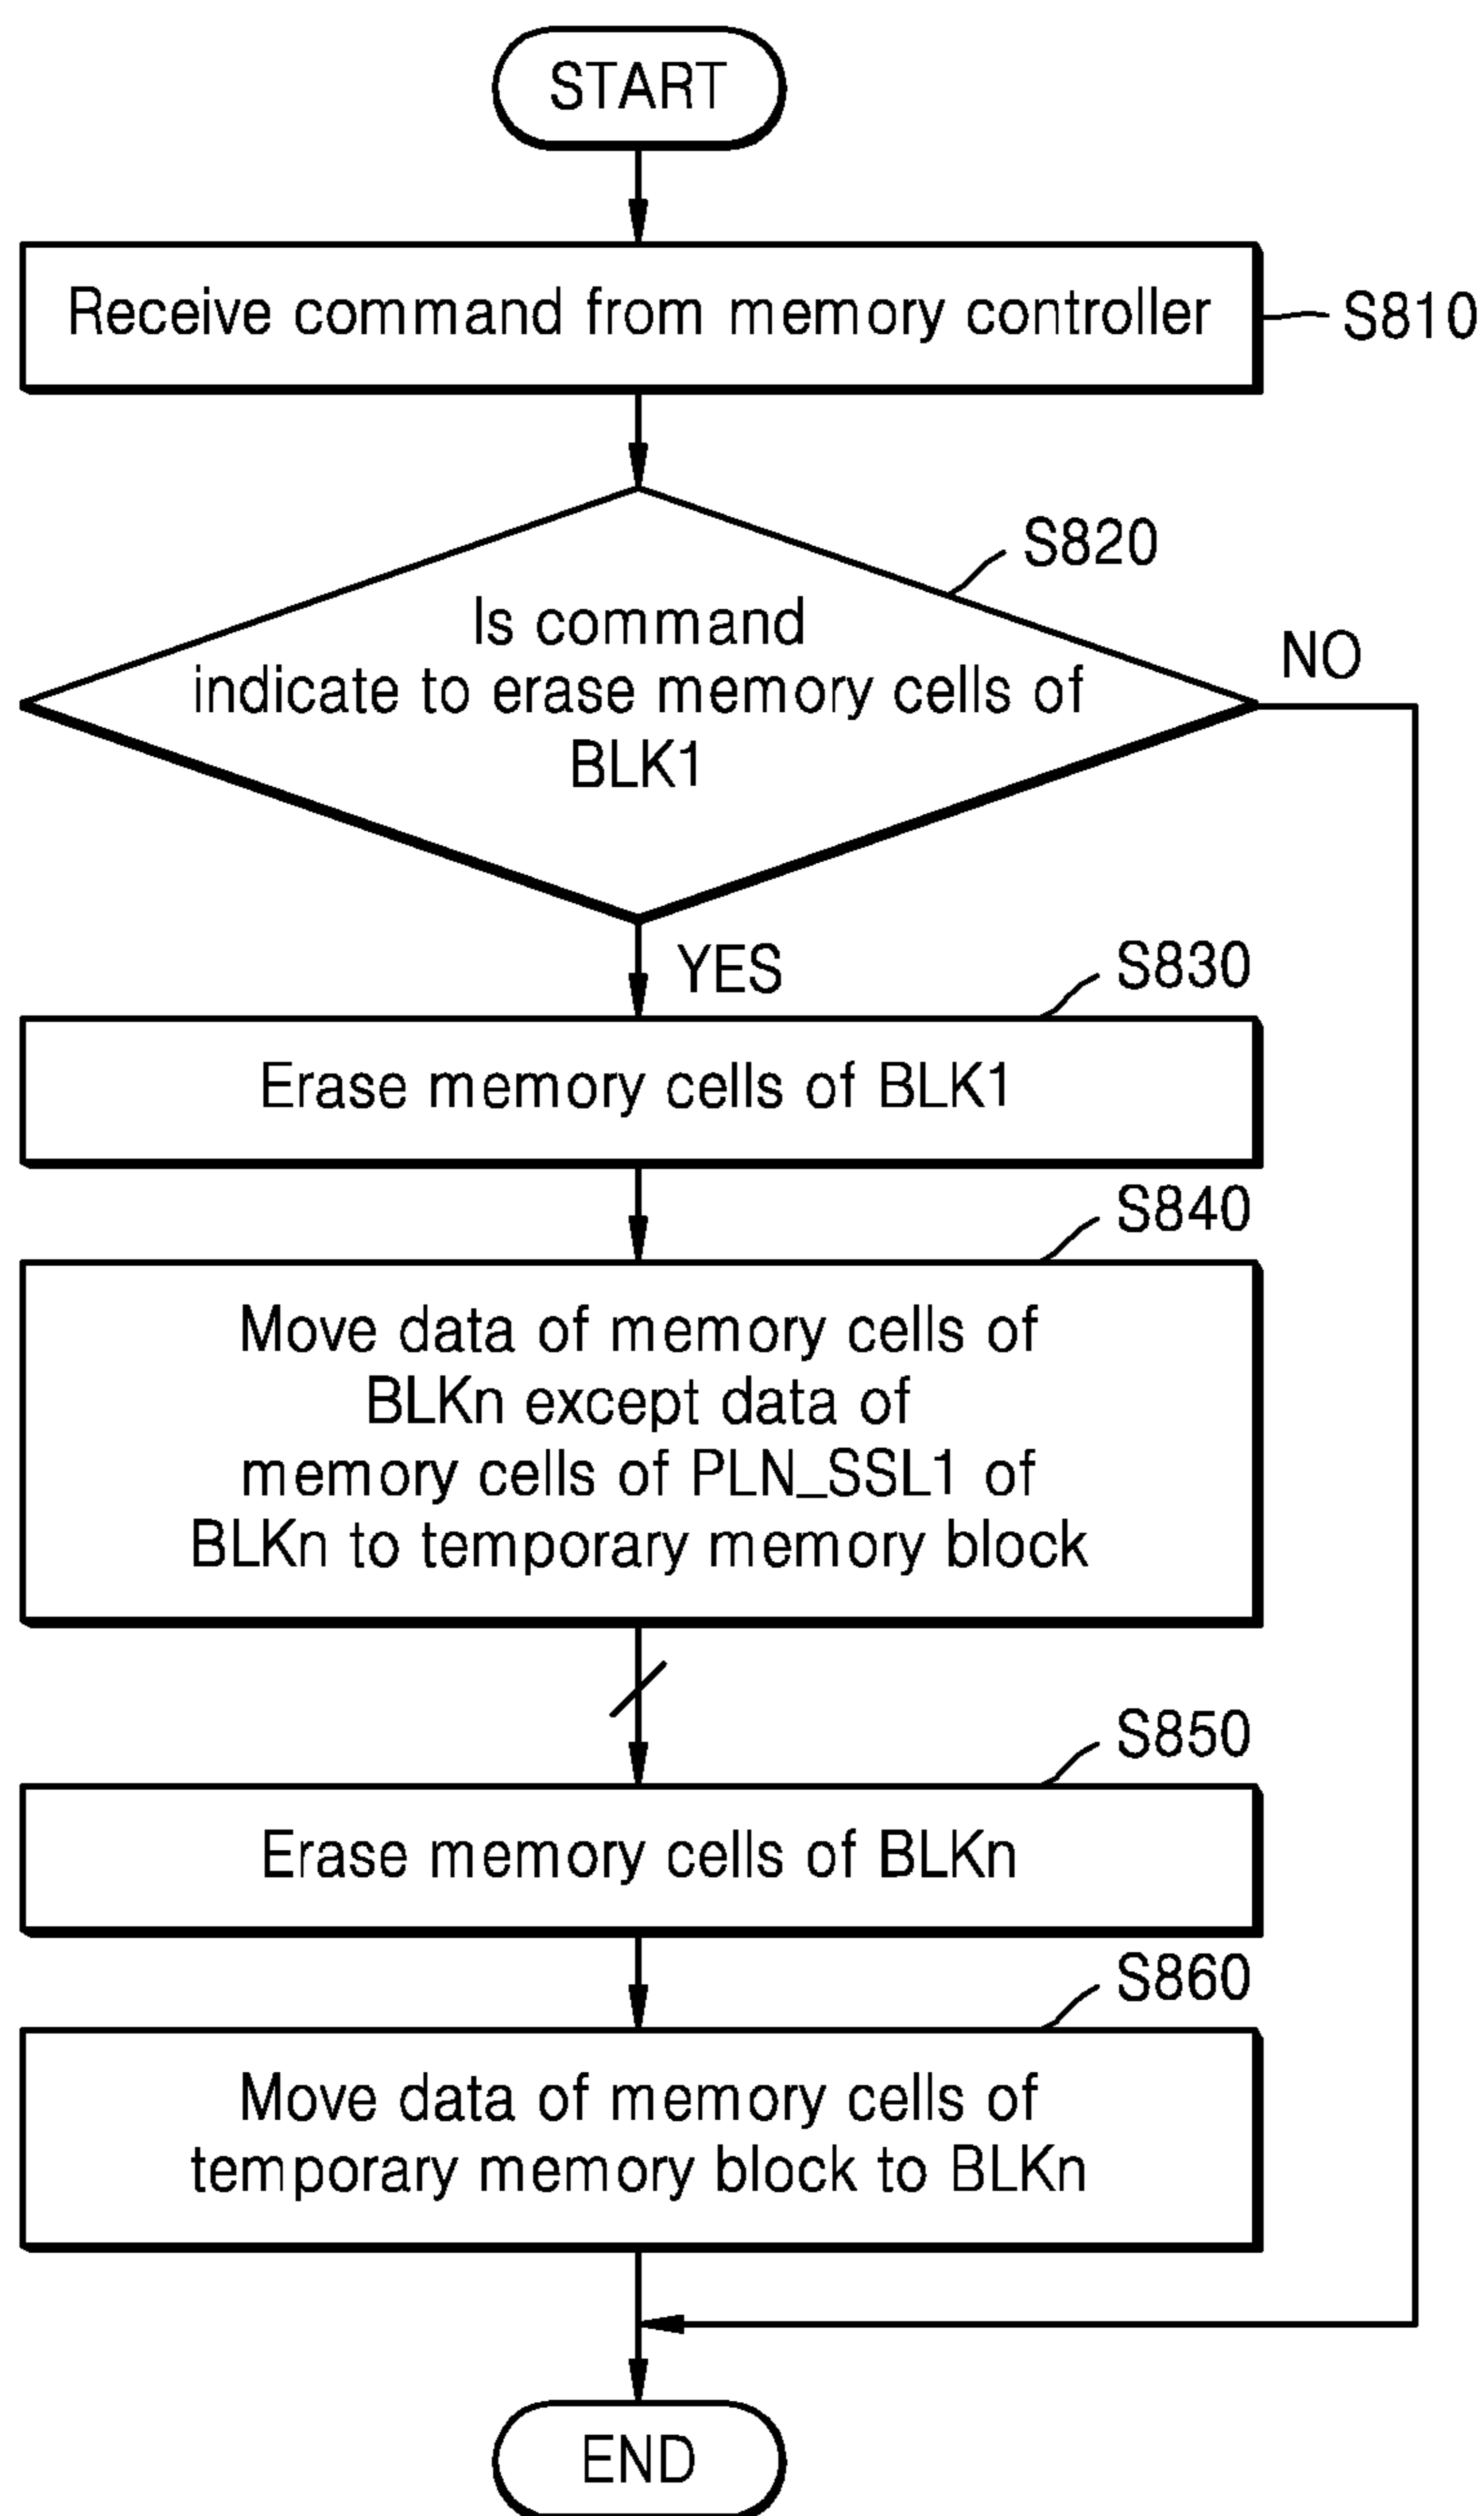 START
Receive command from memory controller
S810
S820
Is command
indicate to erase memory cells of
BLK1
NO
YES
S830
Erase memory cells of BLK1
S840
Move data of memory cells of
BLKn except data of
memory cells of PLN_SSL1 of
BLKn to temporary memory block
S850
Erase memory cells of BLKn
S860
Move data of memory cells of
temporary memory block to BLKn
END